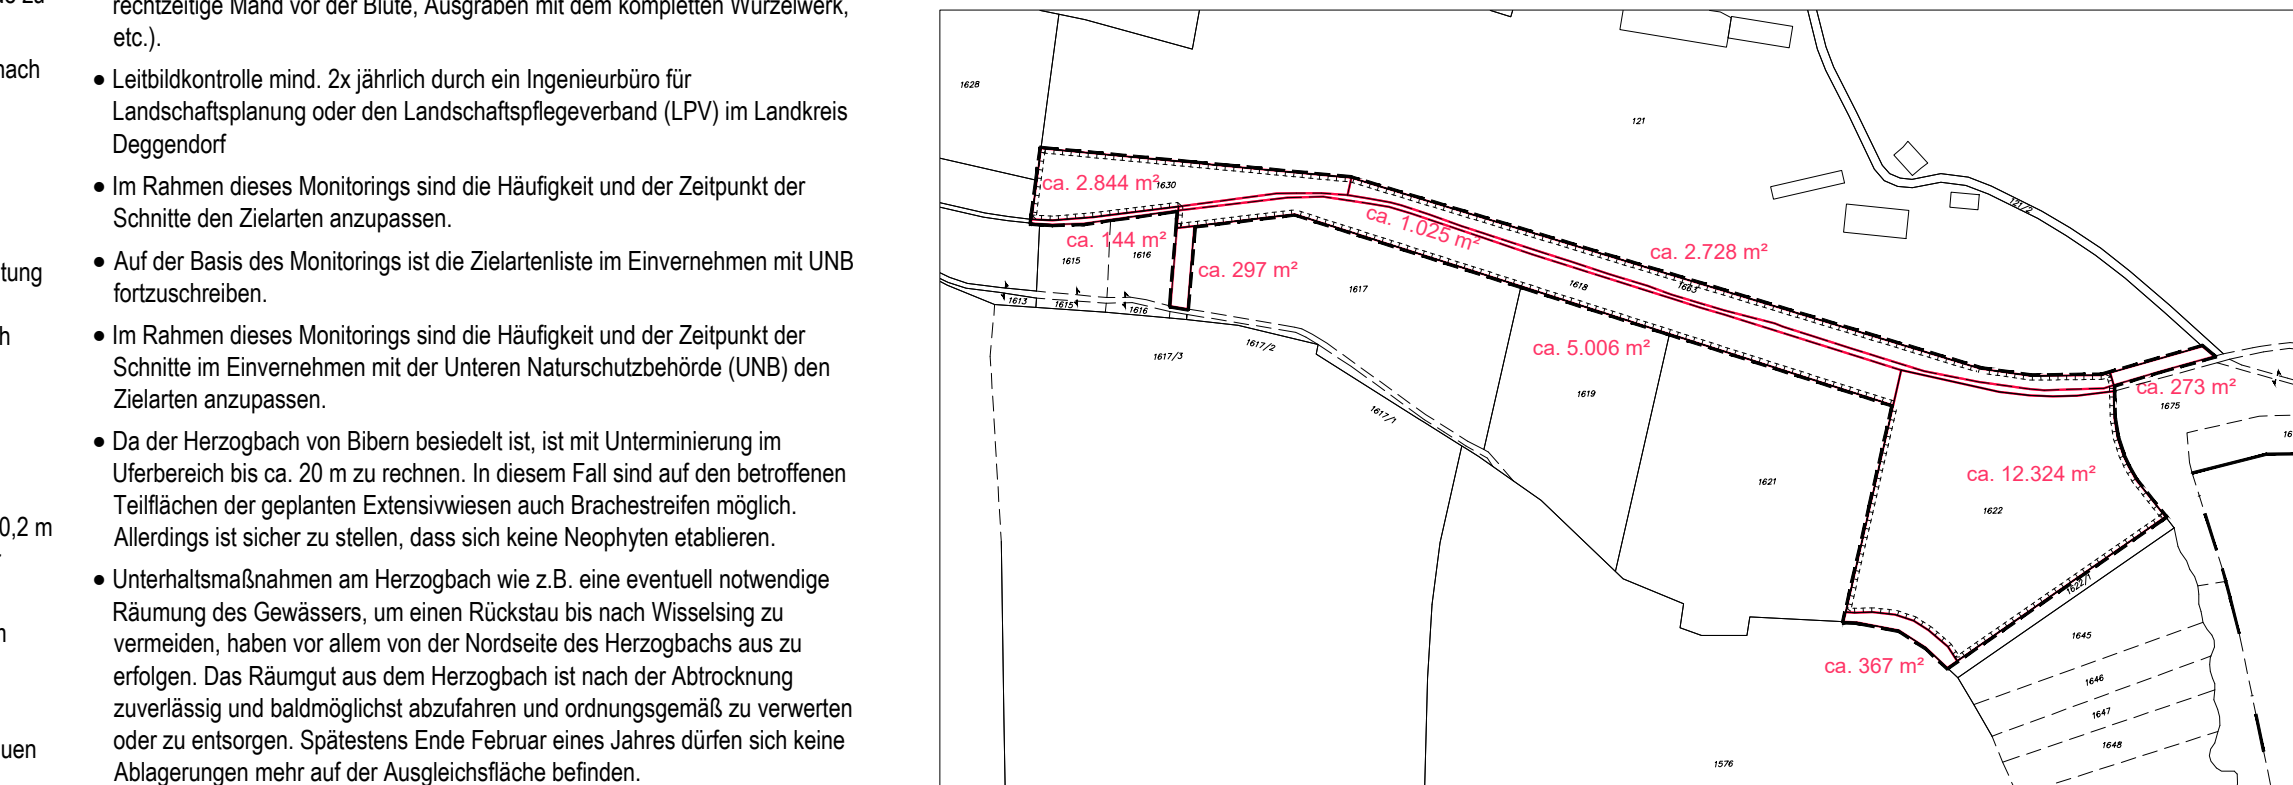 rechtzeitige Mahd vor der Blüte, Ausgraben mit dem kompletten Wurzelwerk,
etc.).
• Leitbildkontrolle mind. 2x jährlich durch ein Ingenieurbüro für
Landschaftsplanung oder den Landschaftspflegeverband (LPV) im Landkreis
Deggendorf
• Im Rahmen dieses Monitorings sind die Häufigkeit und der Zeitpunkt der
Schnitte den Zielarten anzupassen.
• Auf der Basis des Monitorings ist die Zielartenliste im Einvernehmen mit UNB
fortzuschreiben.
• Im Rahmen dieses Monitorings sind die Häufigkeit und der Zeitpunkt der
Schnitte im Einvernehmen mit der Unteren Naturschutzbehörde (UNB) den
Zielarten anzupassen.
• Da der Herzogbach von Bibern besiedelt ist, ist mit Unterminierung im
Uferbereich bis ca. 20 m zu rechnen. In diesem Fall sind auf den betroffenen
Teilflächen der geplanten Extensivwiesen auch Brachestreifen möglich.
Allerdings ist sicher zu stellen, dass sich keine Neophyten etablieren.
• Unterhaltsmaßnahmen am Herzogbach wie z.B. eine eventuell notwendige
Räumung des Gewässers, um einen Rückstau bis nach Wisselsing zu
vermeiden, haben vor allem von der Nordseite des Herzogbachs aus zu
erfolgen. Das Räumgut aus dem Herzogbach ist nach der Abtrocknung
zuverlässig und baldmöglichst abzufahren und ordnungsgemäß zu verwerten
oder zu entsorgen. Spätestens Ende Februar eines Jahres dürfen sich keine
Ablagerungen mehr auf der Ausgleichsfläche befinden.
zu
nach
tung
h
0,2 m
n
uen
1628
121
121/2
ca. 2.844 m²
1630
ca. 144 m²
1615
1616
ca. 297 m²
ca. 1.025 m²
ca. 2.728 m²
1617
1618
1663
1613
1615
1616
1617/3
1617/2
1617/1
ca. 5.006 m²
1619
1621
ca. 273 m²
1675
16
ca. 12.324 m²
1622
1622/1
ca. 367 m²
1645
1646
1647
1648
1576